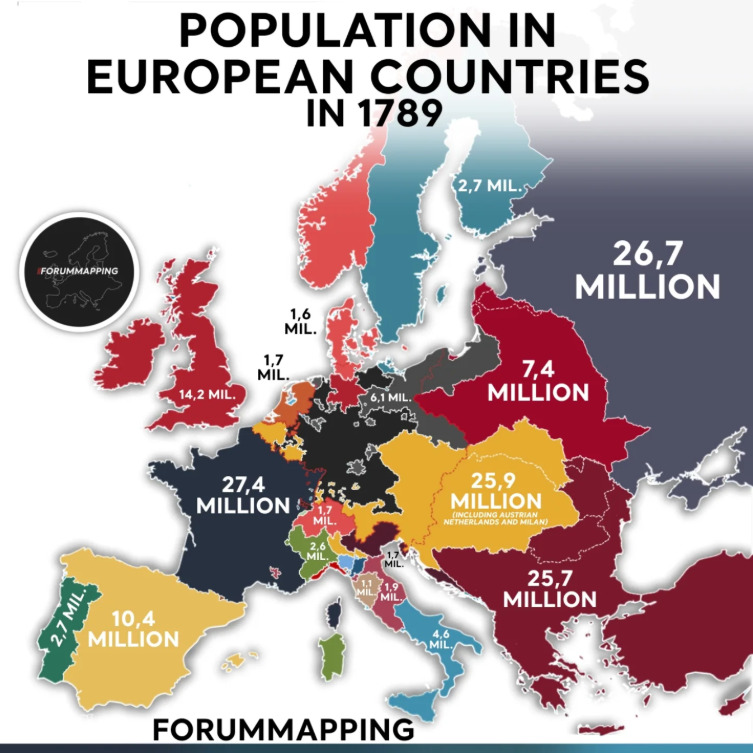 POPULATION IN
EUROPEAN COUNTRIES
IN 1789
2,7 MIL.
26,7
MILLION
FORUMMAPPING
1,6
MIL.
1,7
MIL.
14,2 MIL.
6,1 MIL.
7,4
MILLION
27,4
MILLION
25,9
MILLION
(INCLUDING AUSTRIAN
NETHERLANDS AND MILAN)
1,7
MIL.
2,6
MIL.
1,7
MIL.
1,1
MIL.
1,9
MIL.
25,7
MILLION
2,7 MIL.
10,4
MILLION
4,6
MIL.
FORUMMAPPING